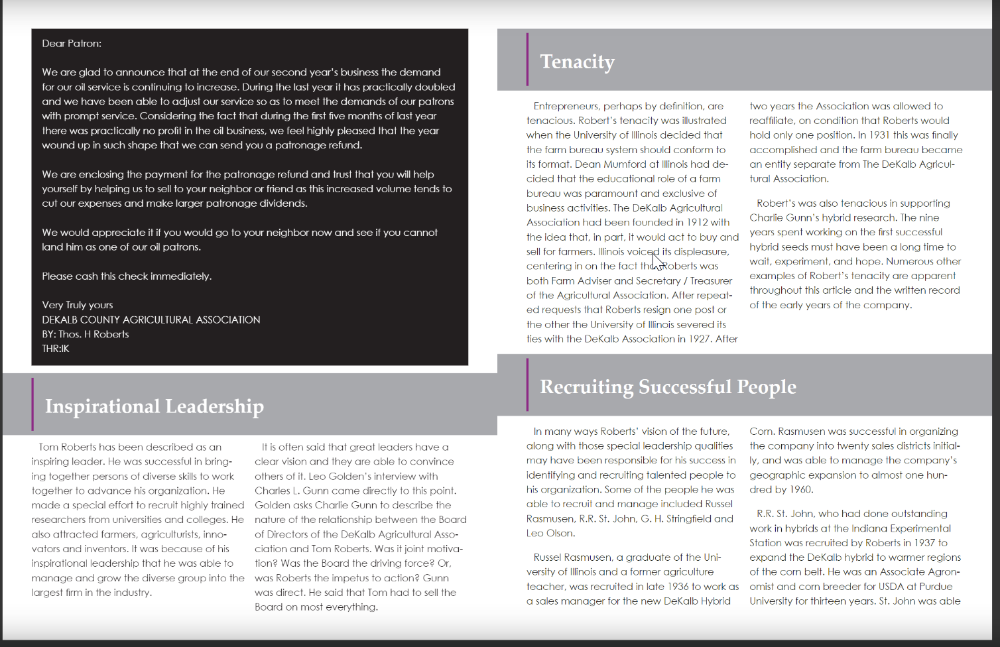 Dear Patron:
We are glad to announce that at the end of our second year's business the demand
for our oil service is continuing to increase. During the last year it has practically doubled
and we have been able to adjust our service so as to meet the demands of our patrons
with prompt service. Considering the fact that during the first five months of last year
there was practically no profit in the oil business, we feel highly pleased that the year
wound up in such shape that we can send you a patronage refund.
We are enclosing the payment for the patronage refund and trust that you will help
yourself by helping us to sell to your neighbor or friend as this increased volume tends to
cut our expenses and make larger patronage dividends.
We would appreciate it if you would go to your neighbor now and see if you cannot
land him as one of our oil patrons.
Please cash this check immediately.
Very Truly yours
DEKALB COUNTY AGRICULTURAL ASSOCIATION
BY: Thos. H Roberts
THR:IK
Inspirational Leadership
Tom Roberts has been described as an
inspiring leader. He was successful in bring-
ing together persons of diverse skills to work
together to advance his organization. He
made a special effort to recruit highly trained
researchers from universities and colleges. He
also attracted farmers, agriculturists, inno-
vators and inventors. It was because of his
inspirational leadership that he was able to
manage and grow the diverse group into the
largest firm in the industry.
It is often said that great leaders have a
clear vision and they are able to convince
others of it. Leo Golden's interview with
Charles L. Gunn came directly to this point.
Golden asks Charlie Gunn to describe the
nature of the relationship between the Board
of Directors of the DeKalb Agricultural Asso-
ciation and Tom Roberts. Was it joint motiva-
tion? Was the Board the driving force? Or,
was Roberts the impetus to action? Gunn
was direct. He said that Tom had to sell the
Board on most everything.
Tenacity
Entrepreneurs, perhaps by definition, are
tenacious. Robert's tenacity was illustrated
when the University of Illinois decided that
the farm bureau system should conform to
its format. Dean Mumford at Illinois had de-
cided that the educational role of a farm
bureau was paramount and exclusive of
business activities. The DeKalb Agricultural
Association had been founded in 1912 with
the idea that, in part, it would act to buy and
sell for farmers. Illinois voiced its displeasure,
centering in on the fact that Roberts was
both Farm Adviser and Secretary / Treasurer
of the Agricultural Association. After repeat-
ed requests that Roberts resign one post or
the other the University of Illinois severed its
ties with the DeKalb Association in 1927. After
two years the Association was allowed to
reaffiliate, on condition that Roberts would
hold only one position. In 1931 this was finally
accomplished and the farm bureau became
an entity separate from The DeKalb Agricul-
tural Association.
Robert's was also tenacious in supporting
Charlie Gunn's hybrid research. The nine
years spent working on the first successful
hybrid seeds must have been a long time to
wait, experiment, and hope. Numerous other
examples of Robert's tenacity are apparent
throughout this article and the written record
of the early years of the company.
Recruiting Successful People
In many ways Roberts' vision of the future,
along with those special leadership qualities
may have been responsible for his success in
identifying and recruiting talented people to
his organization. Some of the people he was
able to recruit and manage included Russel
Rasmusen, R.R. St. John, G. H. Stringfield and
Leo Olson.
Russel Rasmusen, a graduate of the Uni-
versity of Illinois and a former agriculture
teacher, was recruited in late 1936 to work as
a sales manager for the new DeKalb Hybrid
Corn. Rasmusen was successful in organizing
the company into twenty sales districts initial-
ly, and was able to manage the company's
geographic expansion to almost one hun-
dred by 1960.
R.R. St. John, who had done outstanding
work in hybrids at the Indiana Experimental
Station was recruited by Roberts in 1937 to
expand the DeKalb hybrid to warmer regions
of the corn belt. He was an Associate Agron-
omist and corn breeder for USDA at Purdue
University for thirteen years. St. John was able